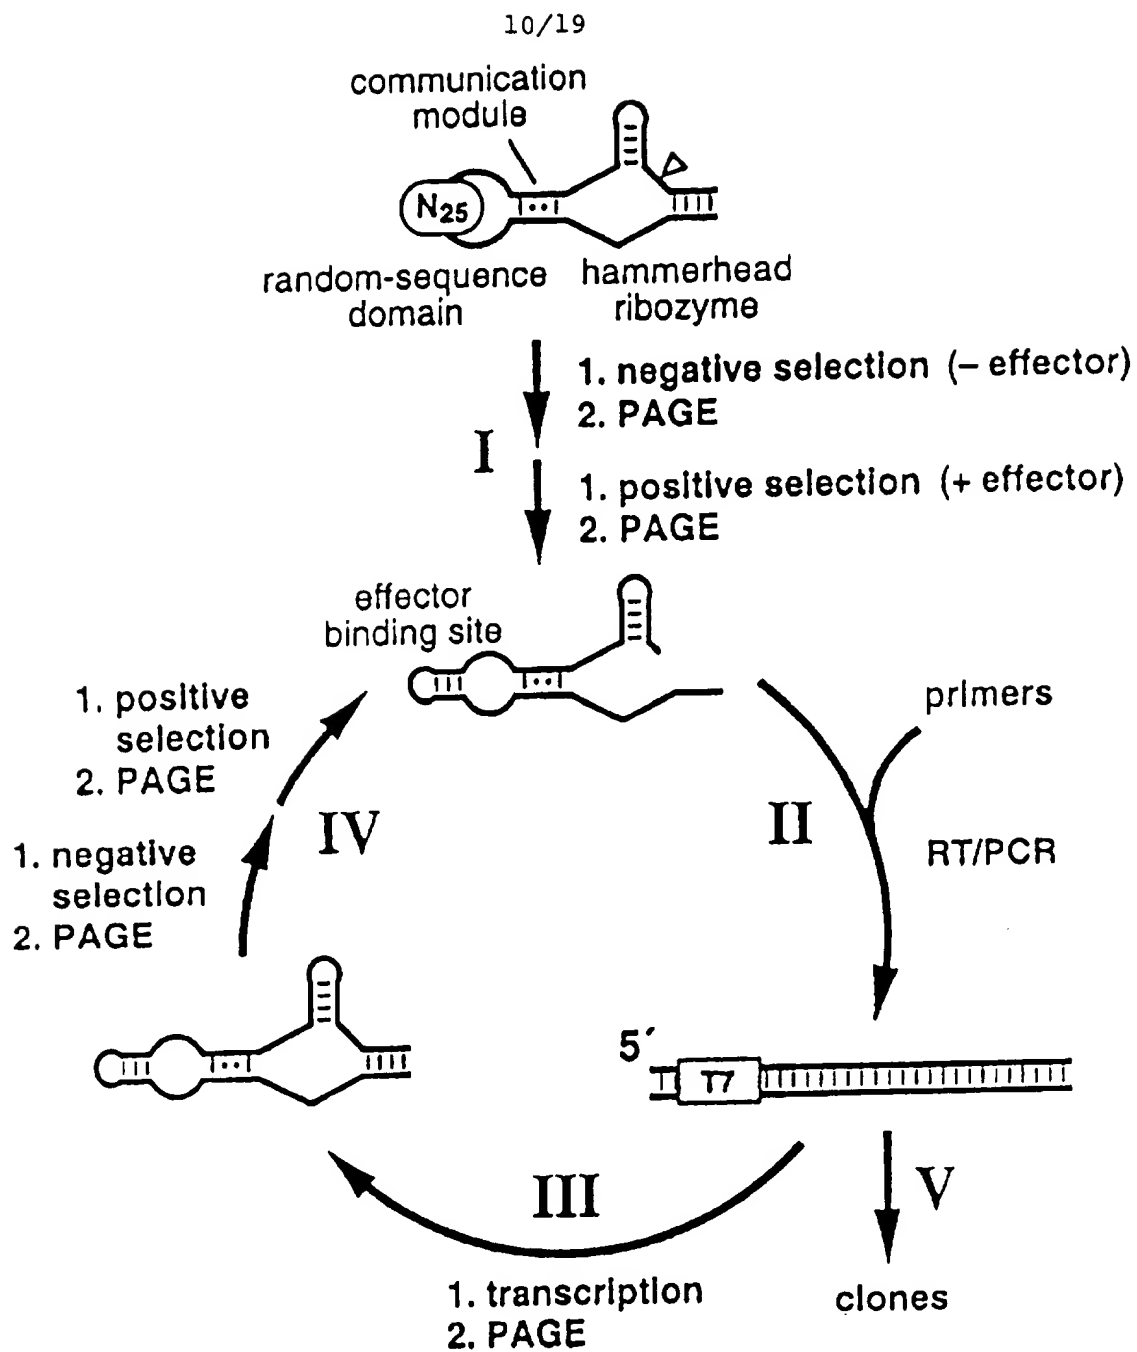 10/19
communication
module
N25
random-sequence
domain
hammerhead
ribozyme
1. negative selection (– effector)
2. PAGE
I
1. positive selection (+ effector)
2. PAGE
effector
binding site
1. positive
selection
2. PAGE
primers
IV
II
1. negative
selection
2. PAGE
RT/PCR
5´
T7
III
V
1. transcription
2. PAGE
clones